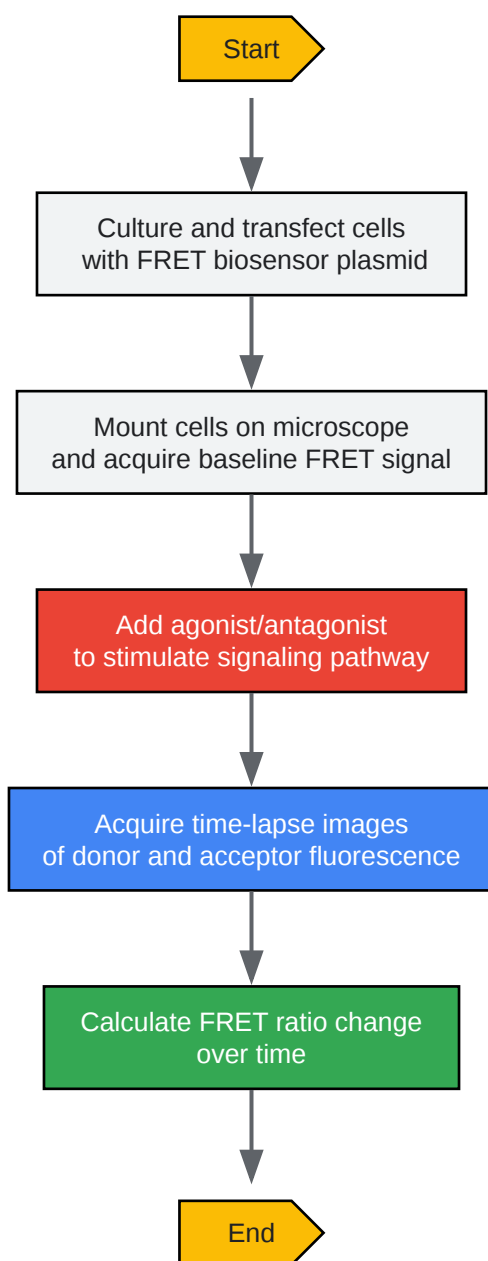 Start
Culture and transfect cells
with FRET biosensor plasmid
Mount cells on microscope
and acquire baseline FRET signal
Add agonist/antagonist
to stimulate signaling pathway
Acquire time-lapse images
of donor and acceptor fluorescence
Calculate FRET ratio change
over time
End